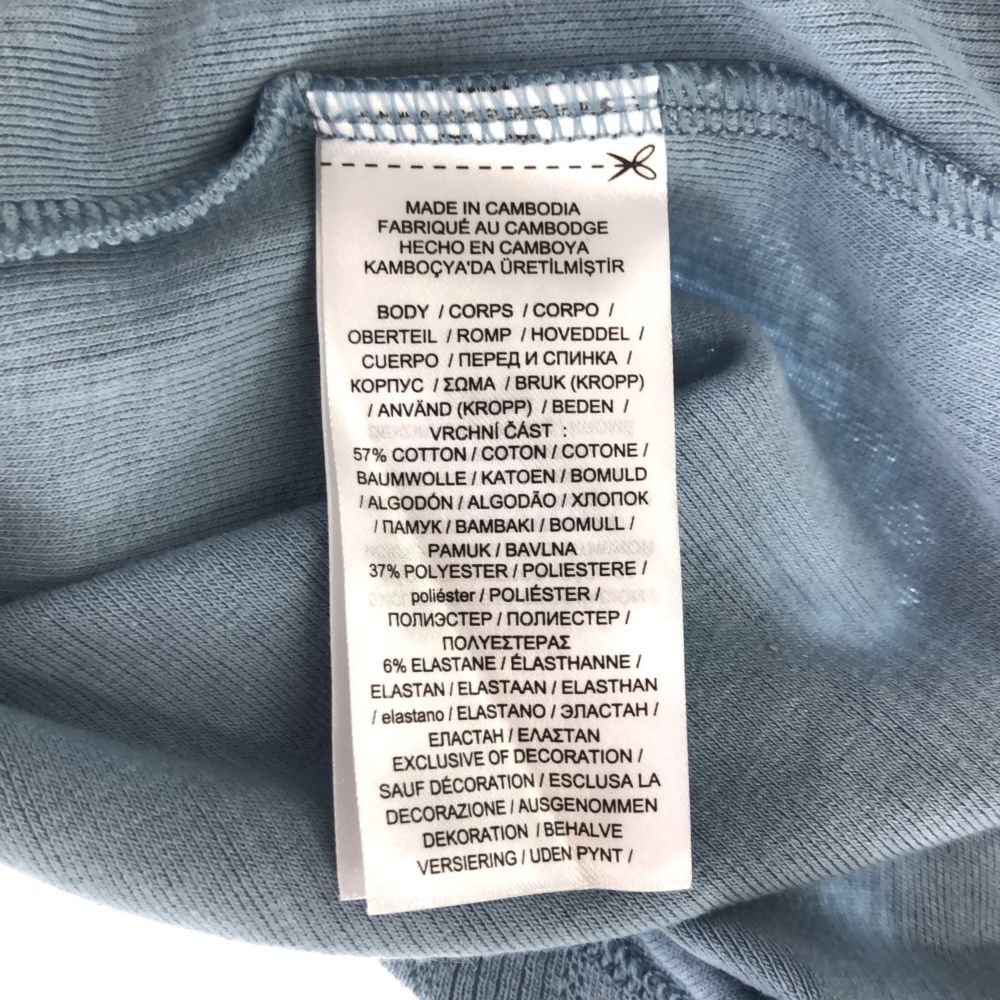 MADE IN CAMBODIA
FABRIQUÉ AU CAMBODGE
HECHO EN CAMBOYA
KAMBOÇYA'DA ÜRETİLMİŞTİR
BODY / CORPS / CORPO /
OBERTEIL / ROMP / HOVEDDEL /
CUERPO / ПЕРЕД И СПИНКА /
КОРПУС / ΣΩΜΑ / BRUK (KROPP)
/ ANVÄND (KROPP) / BEDEN /
VRCHNÍ ČÁST :
57% COTTON / COTON / COTONE /
BAUMWOLLE / KATOEN / BOMULD
/ ALGODÓN / ALGODÃO / ХЛОПОК
/ ПАМУК / ΒΑΜΒΑΚΙ / BOMULL /
PAMUK / BAVLNA
37% POLYESTER / POLIESTERE /
poliéster / POLIÉSTER /
ПОЛИЭСТЕР / ПОЛИЕСТЕР /
ΠΟΛΥΕΣΤΕΡΑΣ
6% ELASTANE / ÉLASTHANNE /
ELASTAN / ELASTAAN / ELASTHAN
/ elastano / ELASTANO / ЭЛАСТАН /
ЕЛАСТАН / ΕΛΑΣΤΑΝ
EXCLUSIVE OF DECORATION /
SAUF DÉCORATION / ESCLUSA LA
DECORAZIONE / AUSGENOMMEN
DEKORATION / BEHALVE
VERSIERING / UDEN PYNT /